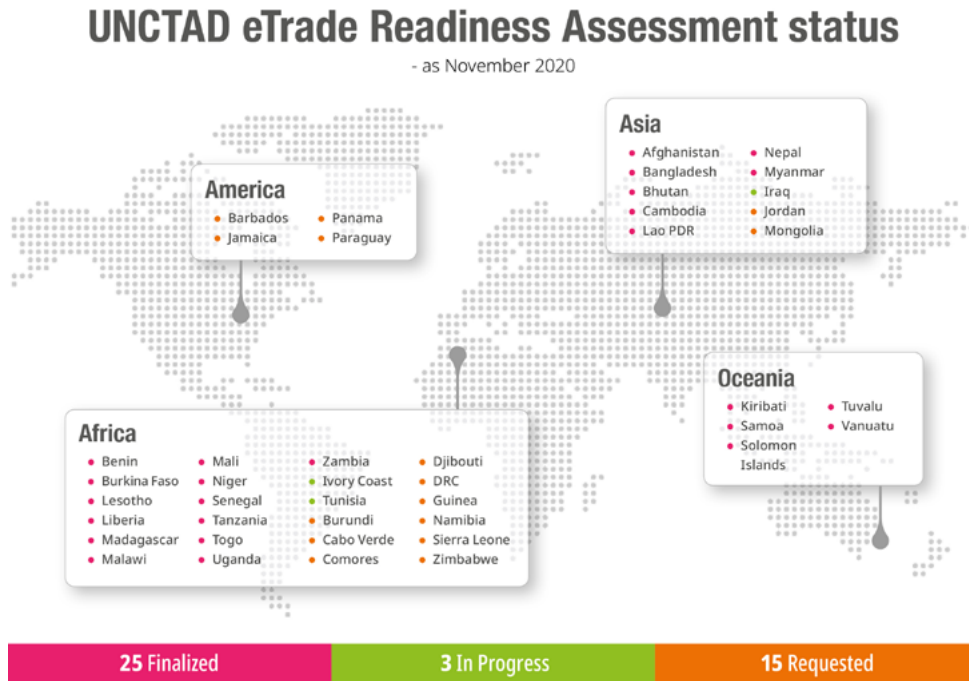 UNCTAD eTrade Readiness Assessment status
- as November 2020
America
Barbados
Jamaica
Panama
Paraguay
Asia
Afghanistan
Bangladesh
Bhutan
Cambodia
Lao PDR
Nepal
Myanmar
Iraq
Jordan
Mongolia
Oceania
Kiribati
Samoa
Solomon
Islands
Tuvalu
Vanuatu
Africa
Benin
Burkina Faso
Lesotho
Liberia
Madagascar
Malawi
Mali
Niger
Senegal
Tanzania
Togo
Uganda
Zambia
Ivory Coast
Tunisia
Burundi
Cabo Verde
Comores
Djibouti
DRC
Guinea
Namibia
Sierra Leone
Zimbabwe
25 Finalized
3 In Progress
15 Requested